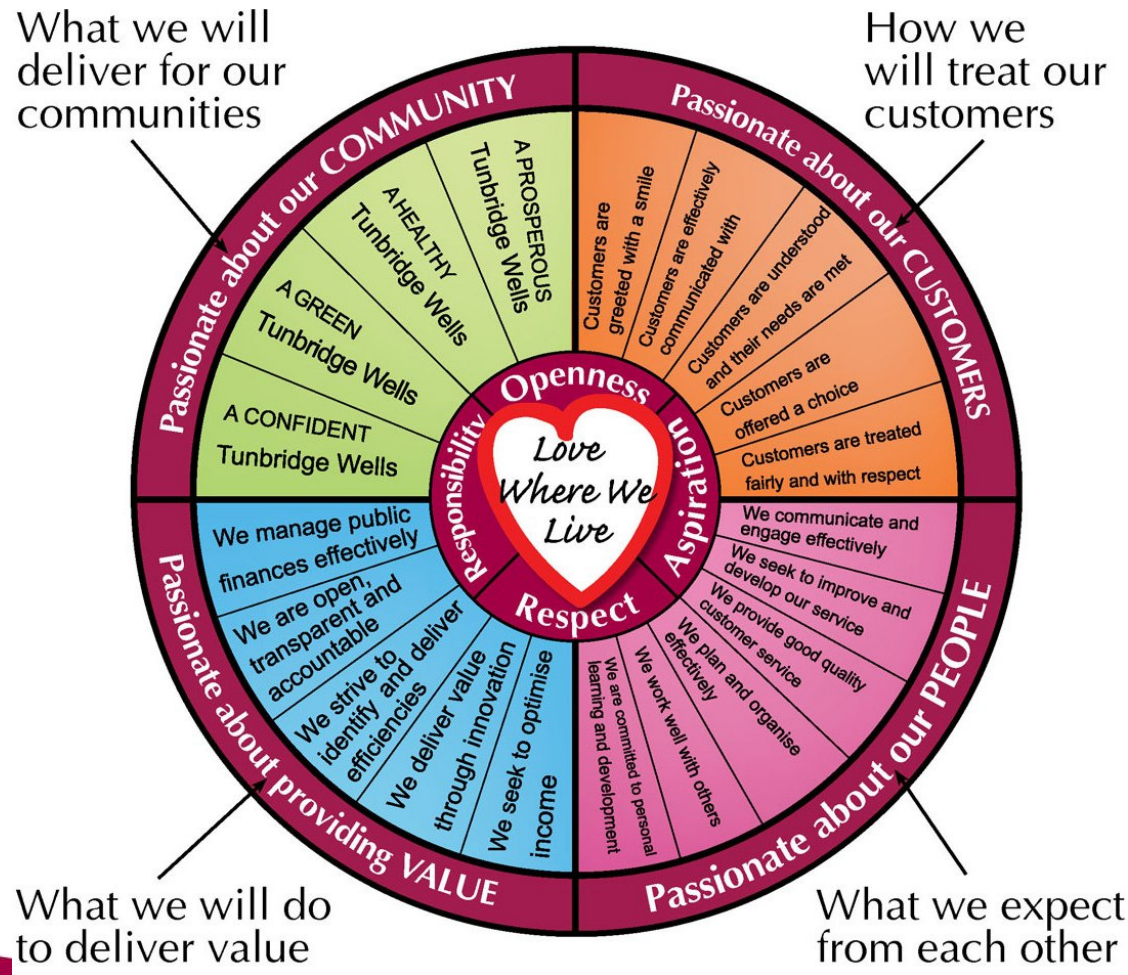 What we will
deliver for our
communities
How we
will treat our
customers
Passionate about our COMMUNITY
A CONFIDENT
Tunbridge Wells
A GREEN
Tunbridge Wells
A HEALTHY
Tunbridge Wells
A PROSPEROUS
Tunbridge Wells
Passionate about our CUSTOMERS
Customers are
greeted with a smile
Customers are effectively
communicated with
Customers are understood
and their needs are met
Customers are
offered a choice
Customers are treated
fairly and with respect
Openness
Aspiration
Respect
Responsibility
Love
Where We
Live
Passionate about our PEOPLE
We communicate and
engage effectively
We seek to improve and
develop our service
We provide good quality
customer service
We plan and organise
effectively
We work well with others
We are committed to personal
learning and development
Passionate about providing VALUE
We manage public
finances effectively
We are open,
transparent and
accountable
We strive to
identify and deliver
efficiencies
We deliver value
through innovation
We seek to optimise
income
What we will do
to deliver value
What we expect
from each other